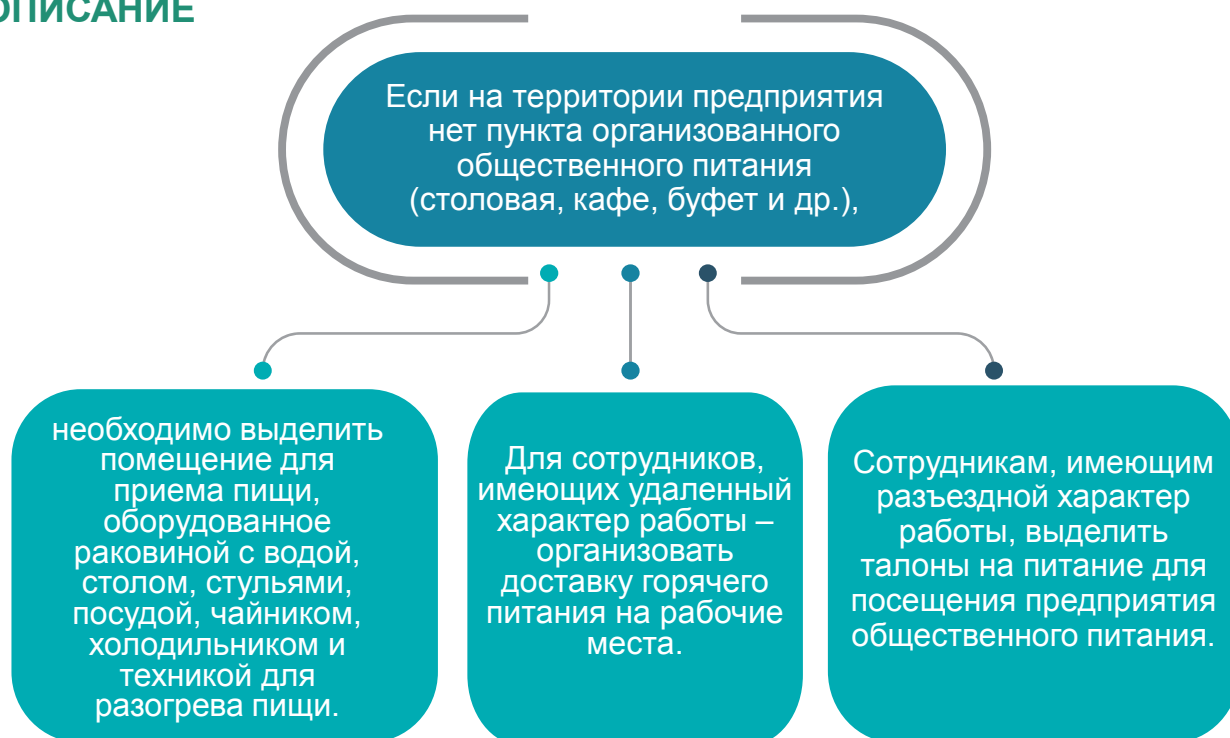 ОПИСАНИЕ
Если на территории предприятия
нет пункта организованного
общественного питания
(столовая, кафе, буфет и др.),
необходимо выделить
помещение для
приема пищи,
оборудованное
раковиной с водой,
столом, стульями,
посудой, чайником,
холодильником и
техникой для
разогрева пищи.
Для сотрудников,
имеющих удаленный
характер работы –
организовать
доставку горячего
питания на рабочие
места.
Сотрудникам, имеющим
разъездной характер
работы, выделить
талоны на питание для
посещения предприятия
общественного питания.